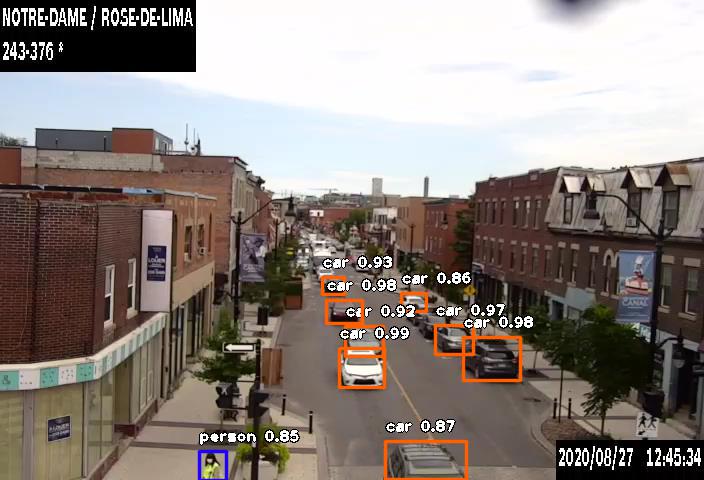 NOTRE-DAME / ROSE-DE-LIMA
243-376 *
car 0.93
car 0.86
car 0.98
car 0.92
car 0.97
car 0.98
car 0.99
À LOUER
CANAL
car 0.87
person 0.85
2020/08/27 12:45:34